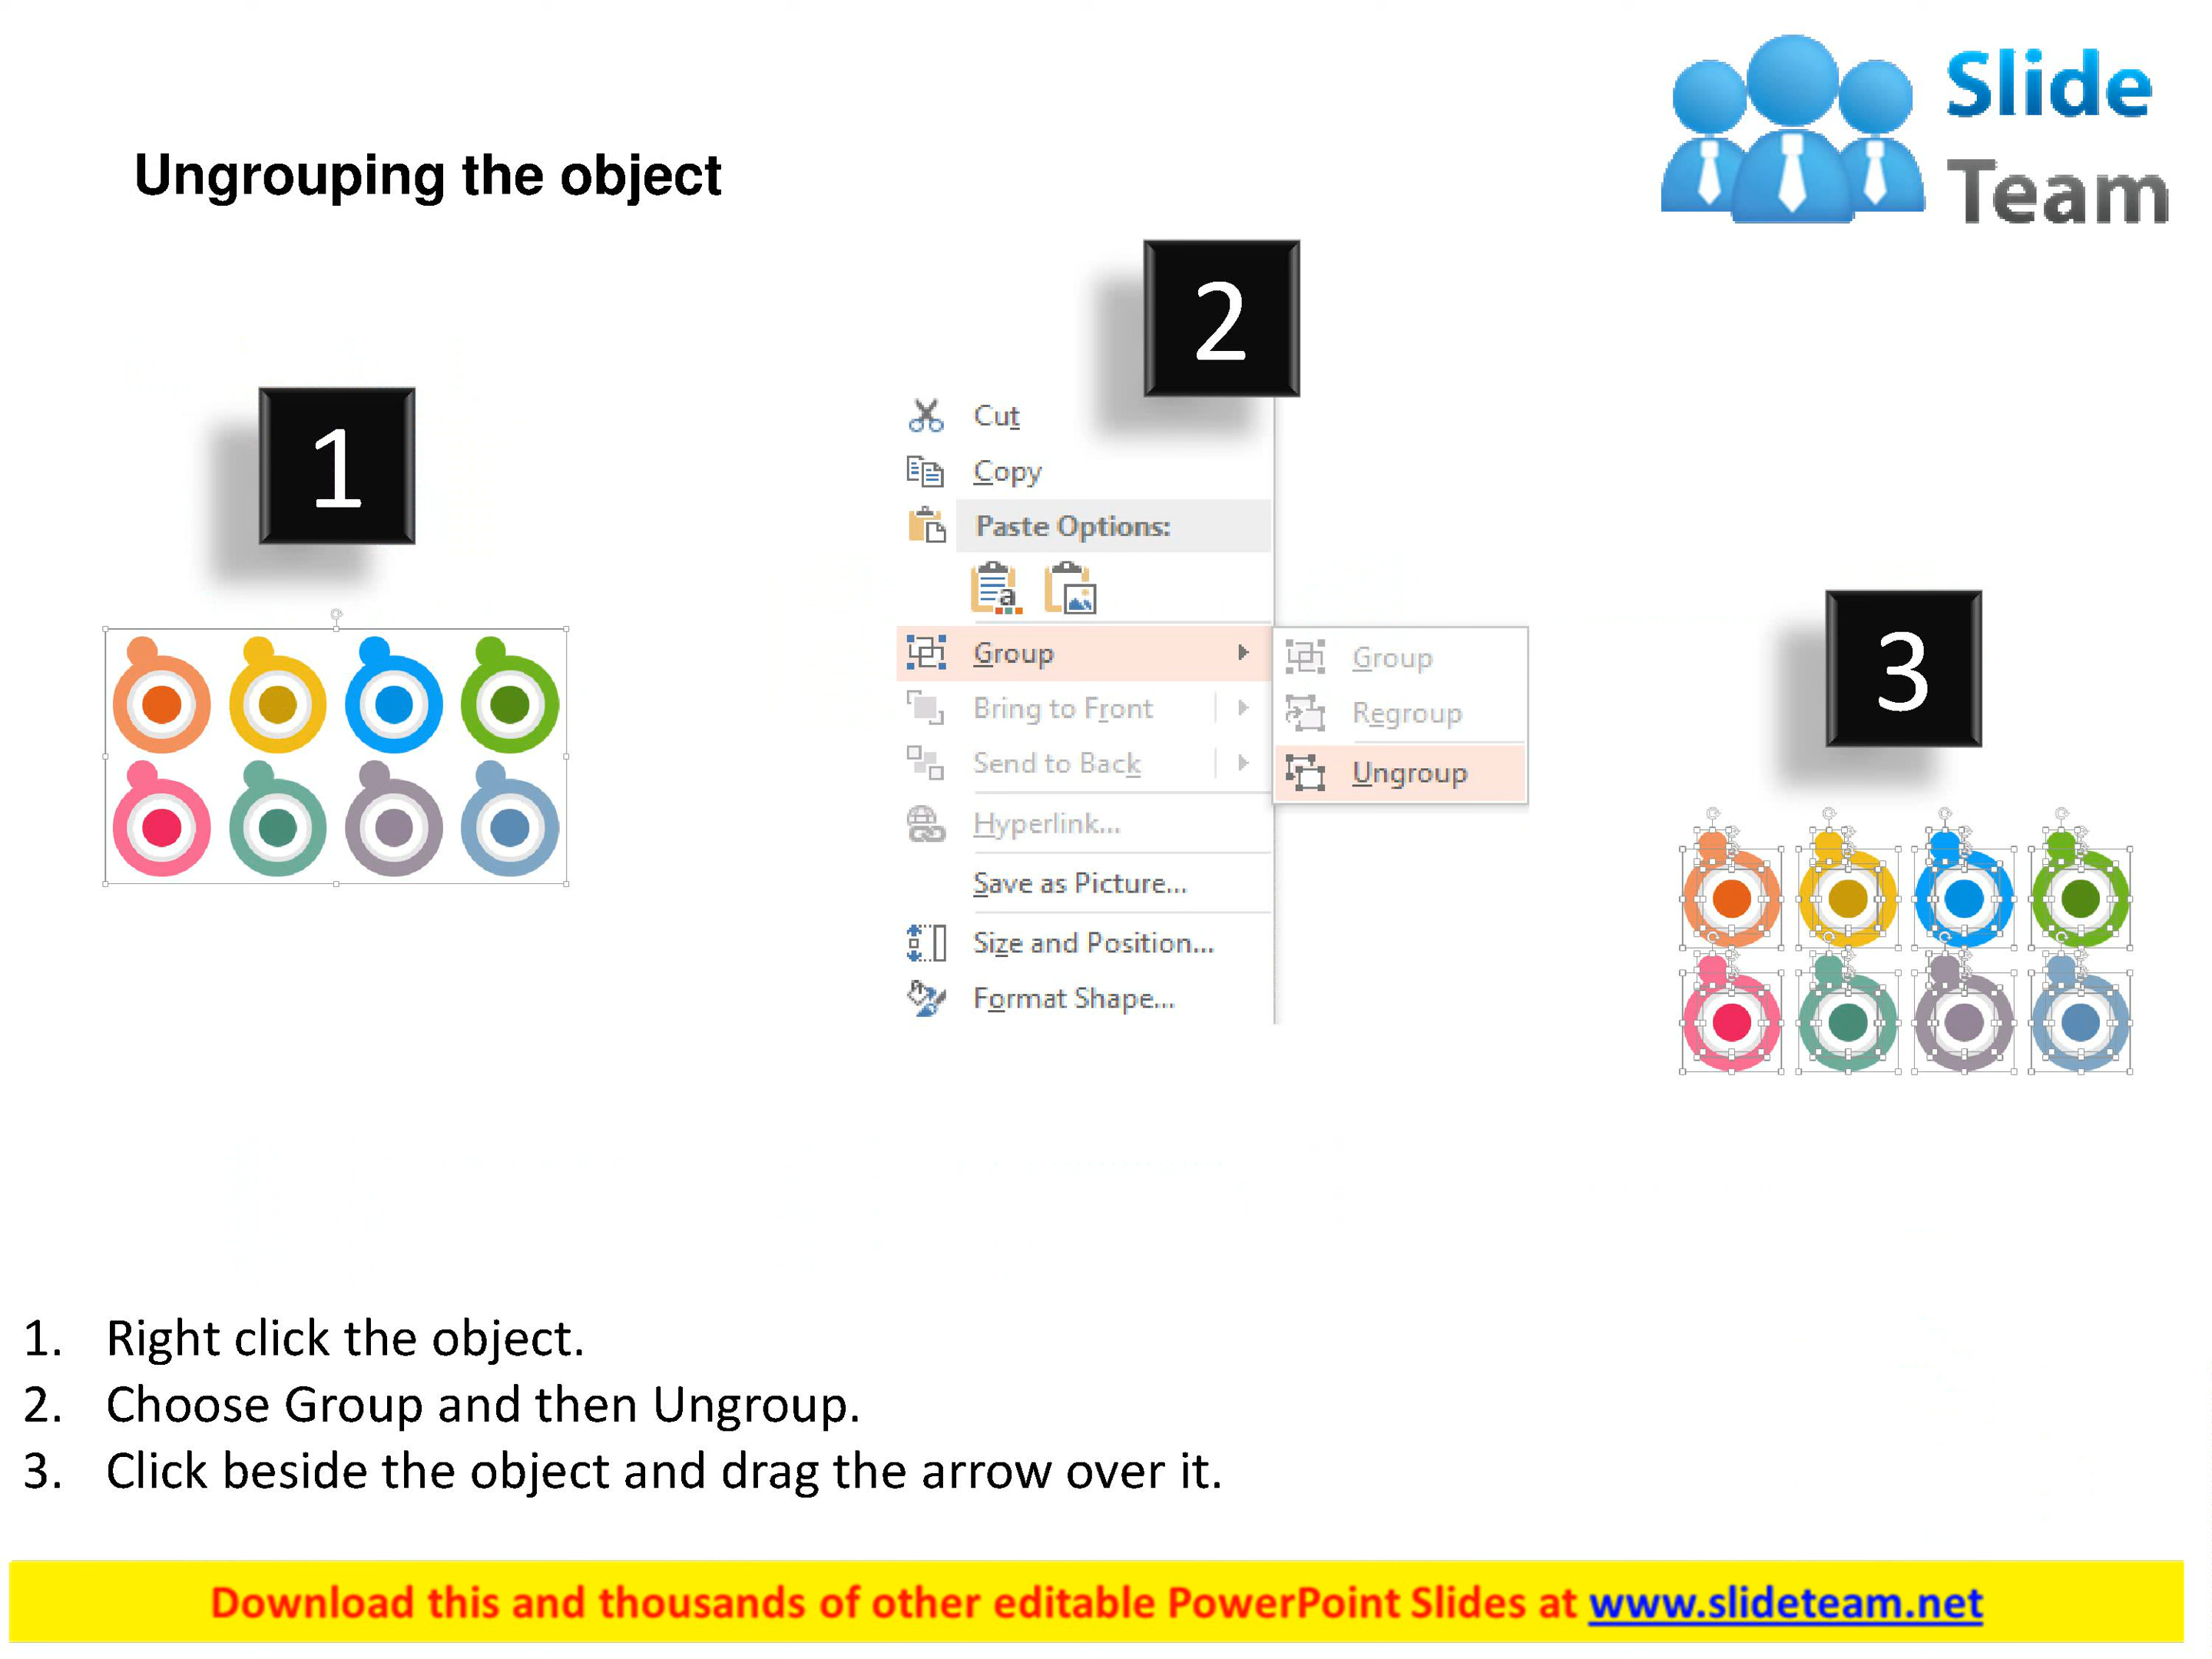 Slide
Team
Ungrouping the object
1
2
3
Cut
Copy
Paste Options:
a
Group
Bring to Front
Send to Back
Hyperlink...
Save as Picture...
Size and Position...
Format Shape...
Group
Regroup
Ungroup
1. Right click the object.
2. Choose Group and then Ungroup.
3. Click beside the object and drag the arrow over it.
Download this and thousands of other editable PowerPoint Slides at www.slideteam.net